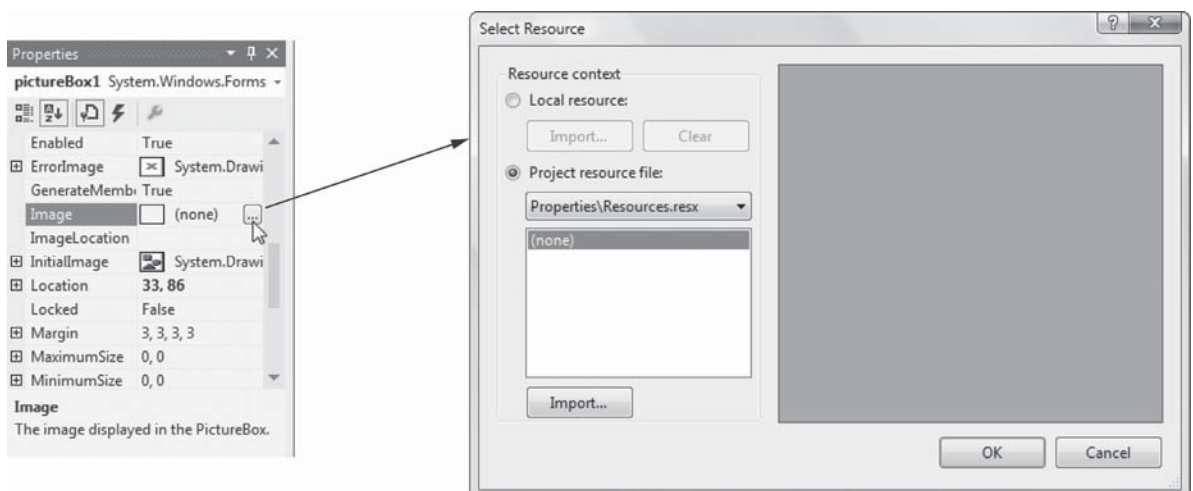 Properties
pictureBox1 System.Windows.Forms
Enabled True
ErrorImage System.Drawi
GenerateMemb True
Image (none) ...
ImageLocation
InitialImage System.Drawi
Location 33, 86
Locked False
Margin 3, 3, 3, 3
MaximumSize 0, 0
MinimumSize 0, 0
Image
The image displayed in the PictureBox.
Select Resource
Resource context
Local resource:
Import... Clear
Project resource file:
Properties\Resources.resx
(none)
Import...
OK Cancel